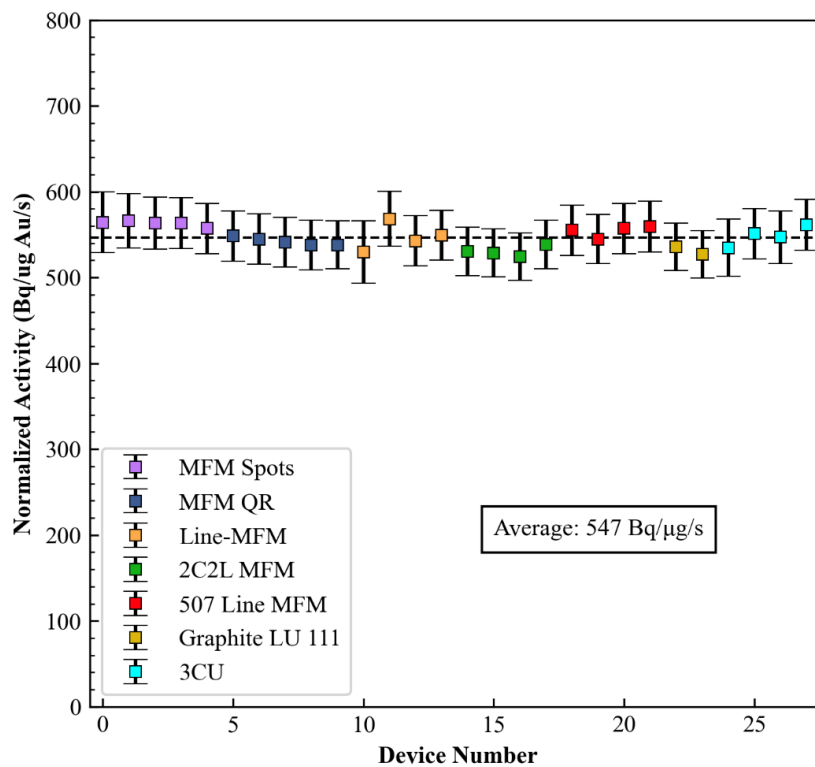 800
700
600
500
400
300
200
100
0
Normalized Activity (Bq/ug Au/s)
MFM Spots
MFM QR
Line-MFM
2C2L MFM
507 Line MFM
Graphite LU 111
3CU
Average: 547 Bq/μg/s
0 5 10 15 20 25
Device Number